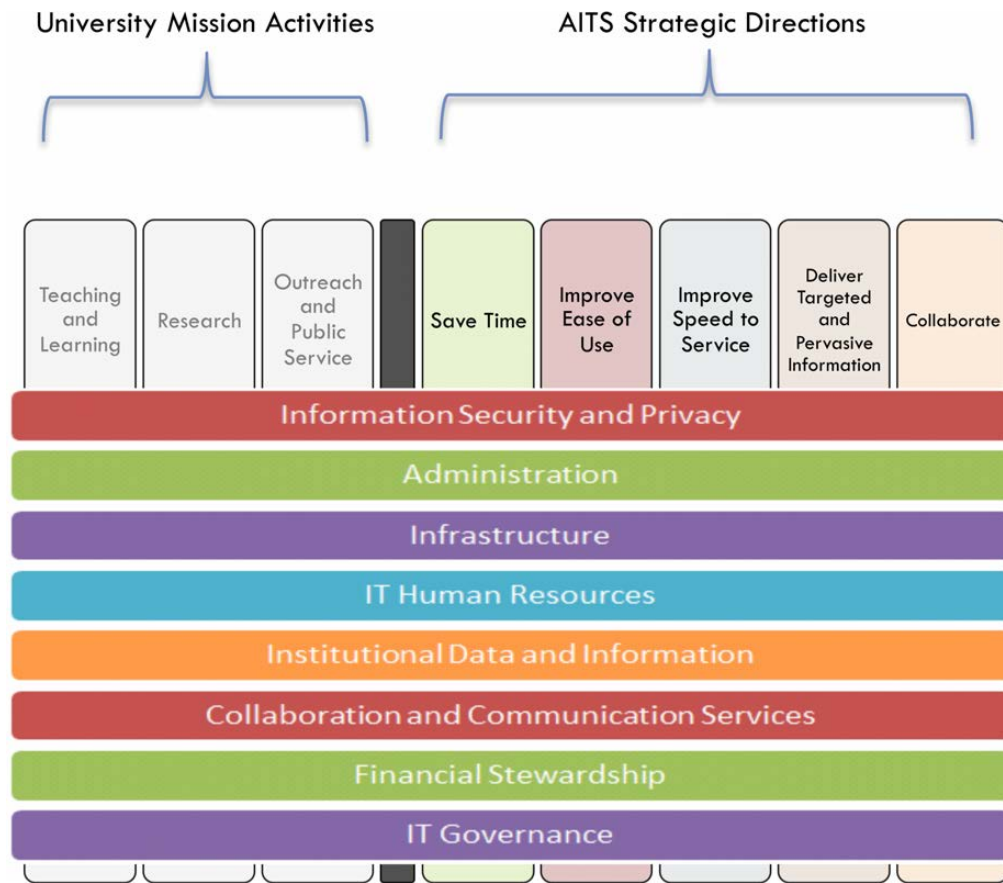 University Mission Activities
AITS Strategic Directions
Teaching
and
Learning
Research
Outreach
and
Public
Service
Save Time
Improve
Ease of
Use
Improve
Speed to
Service
Deliver
Targeted
and
Pervasive
Information
Collaborate
Information Security and Privacy
Administration
Infrastructure
IT Human Resources
Institutional Data and Information
Collaboration and Communication Services
Financial Stewardship
IT Governance